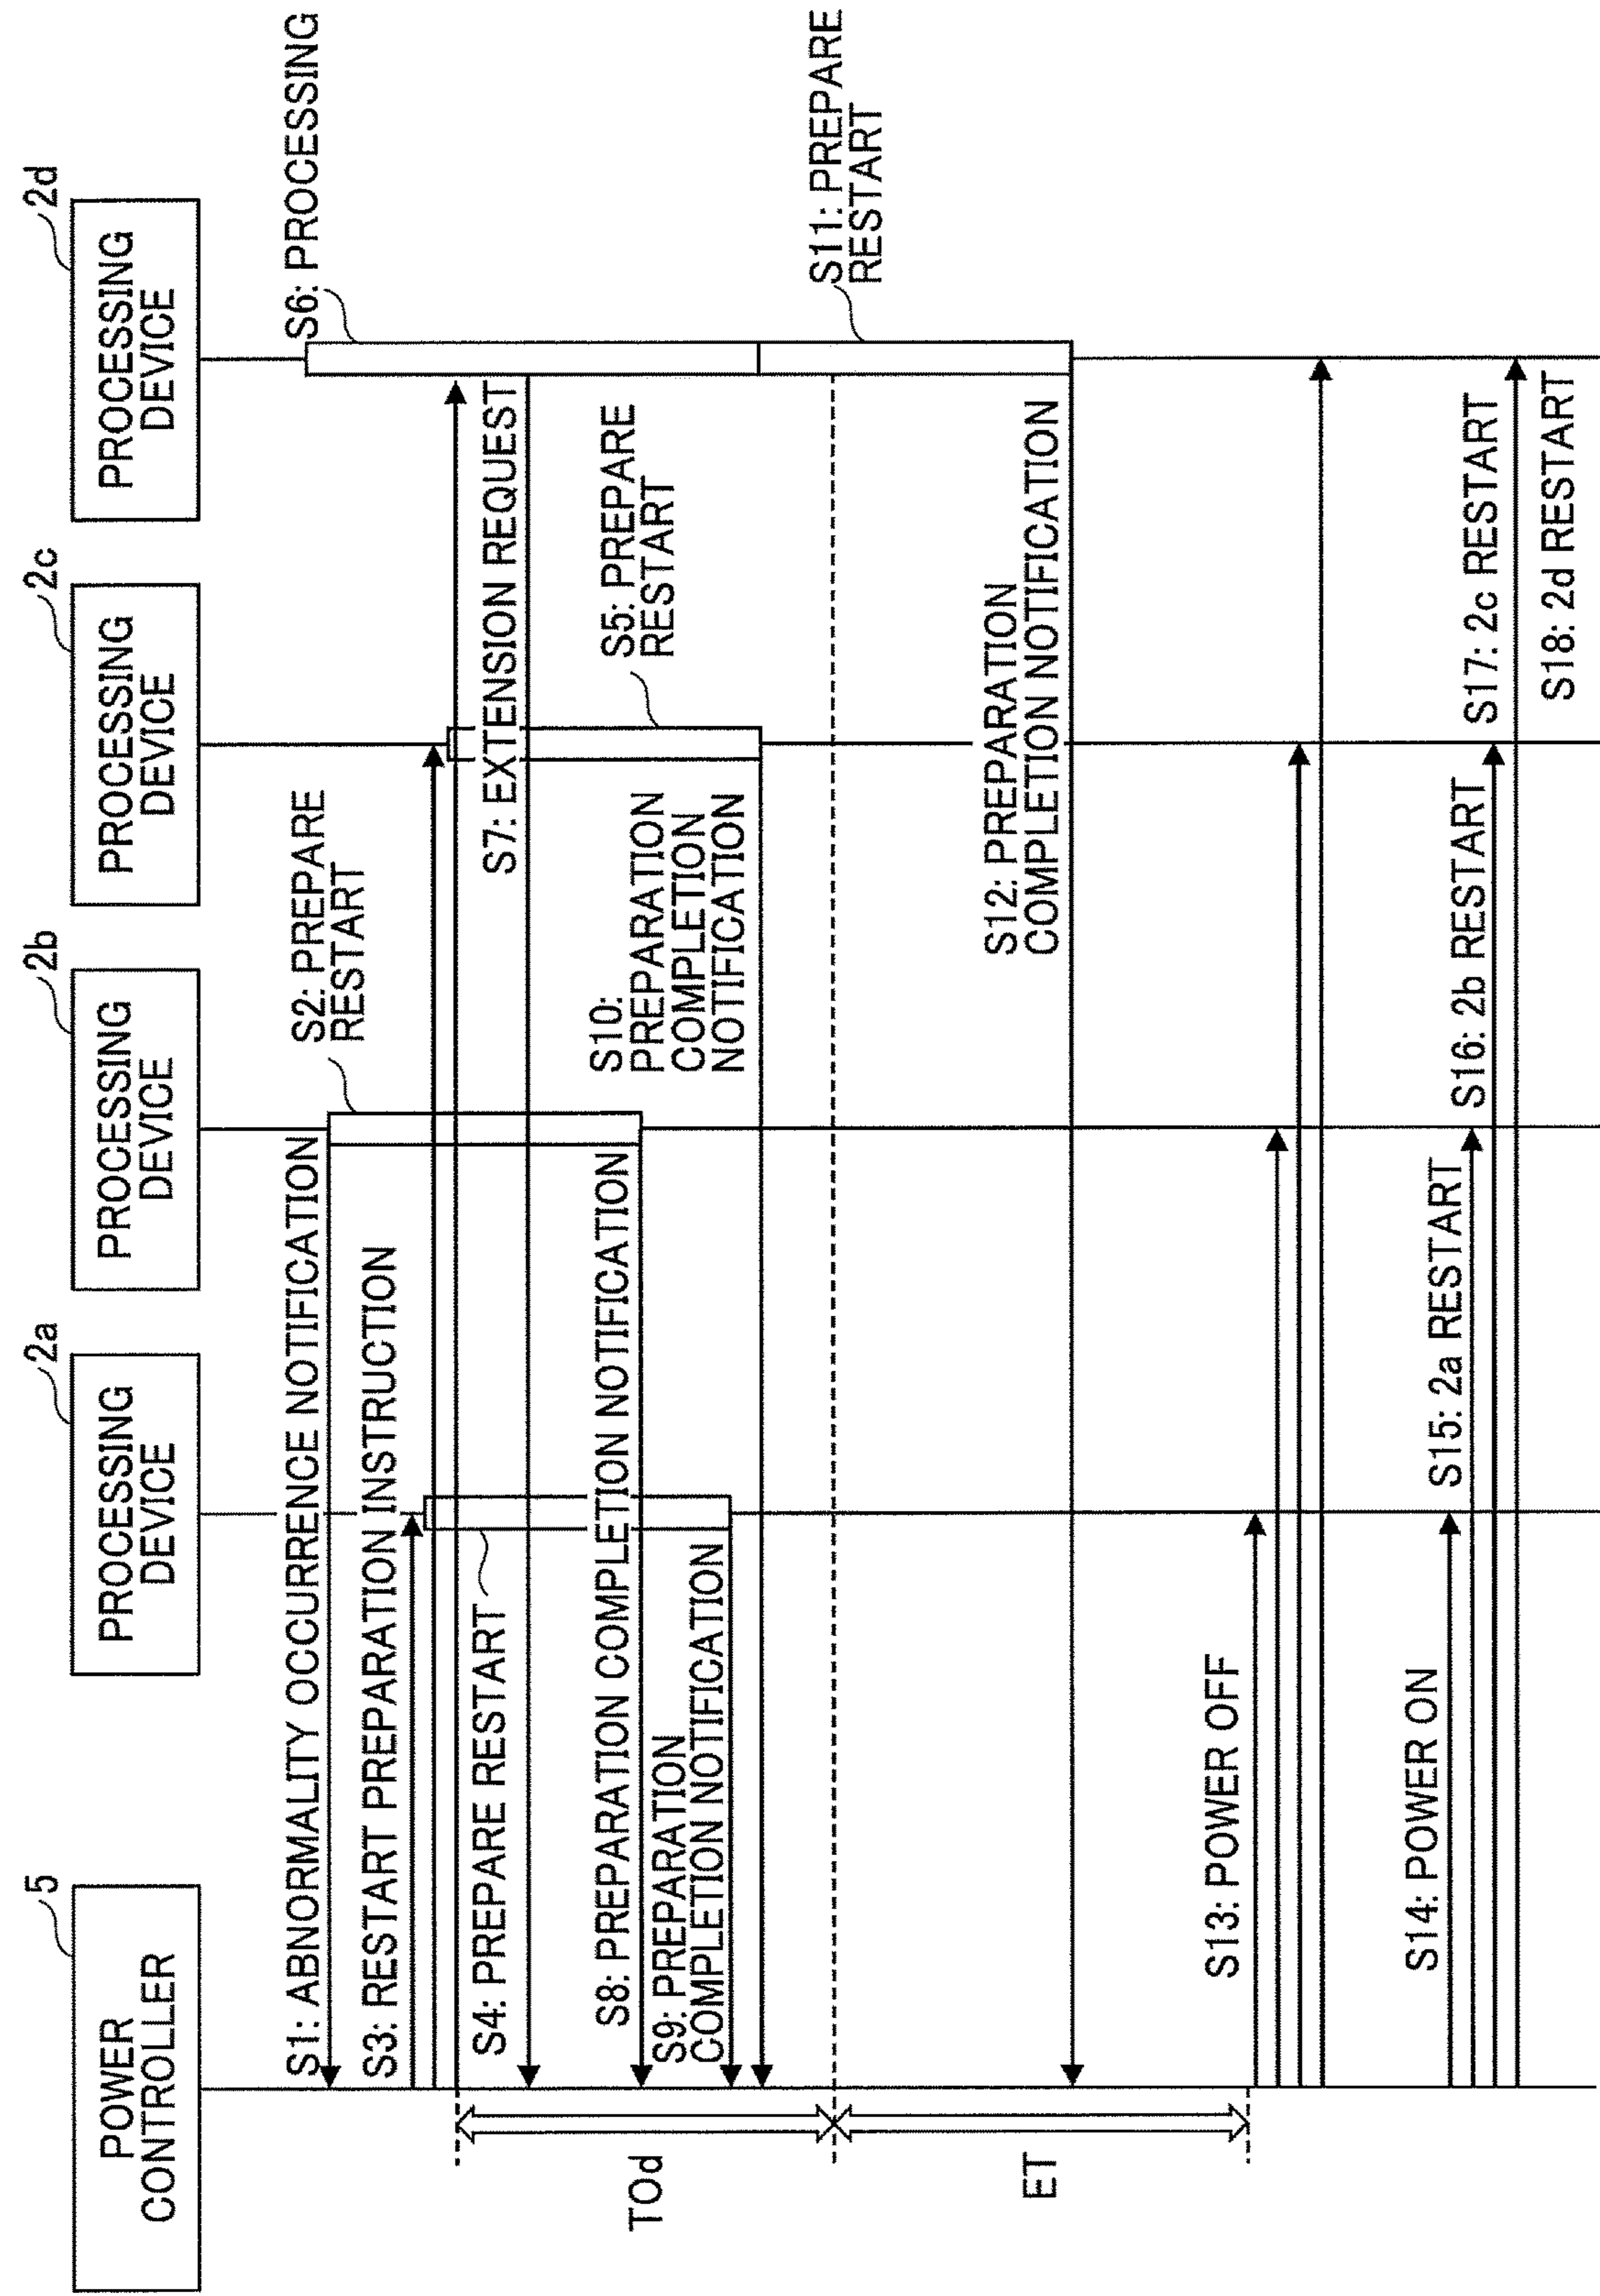 5
POWER
CONTROLLER
2a
PROCESSING
DEVICE
2b
PROCESSING
DEVICE
2c
PROCESSING
DEVICE
2d
PROCESSING
DEVICE
S1: ABNORMALITY OCCURRENCE NOTIFICATION
S2: PREPARE
RESTART
S6: PROCESSING
S3: RESTART PREPARATION INSTRUCTION
S4: PREPARE RESTART
S7: EXTENSION REQUEST
S5: PREPARE
RESTART
TOd
S8: PREPARATION COMPLETION NOTIFICATION
S9: PREPARATION
COMPLETION NOTIFICATION
S10:
PREPARATION
COMPLETION
NOTIFICATION
S11: PREPARE
RESTART
ET
S12: PREPARATION
COMPLETION NOTIFICATION
S13: POWER OFF
S14: POWER ON
S15: 2a RESTART
S16: 2b RESTART
S17: 2c RESTART
S18: 2d RESTART